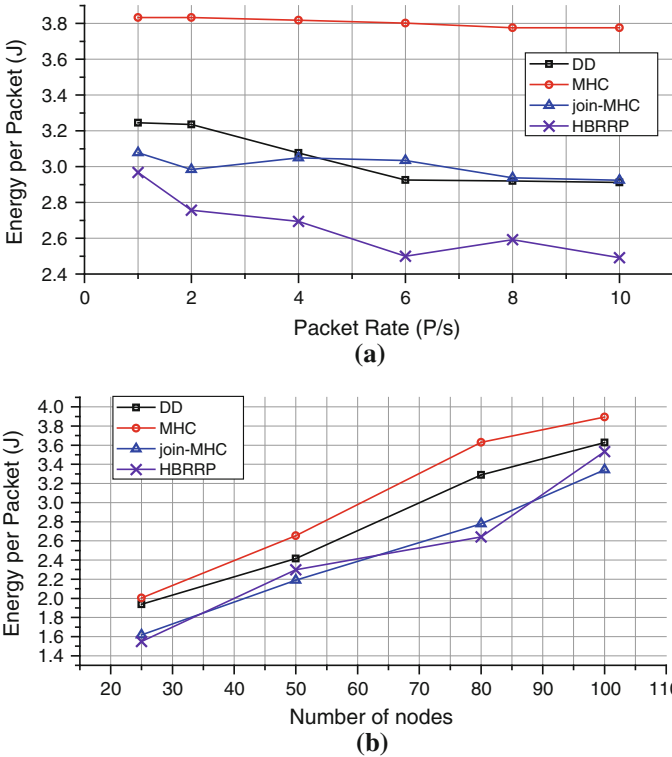 Energy per Packet (J)
3.8
3.6
3.4
3.2
3.0
2.8
2.6
2.4
DD
MHC
join-MHC
HBRRP
0 2 4 6 8 10
Packet Rate (P/s)
(a)
Energy per Packet (J)
4.0
3.8
3.6
3.4
3.2
3.0
2.8
2.6
2.4
2.2
2.0
1.8
1.6
1.4
DD
MHC
join-MHC
HBRRP
20 30 40 50 60 70 80 90 100 110
Number of nodes
(b)